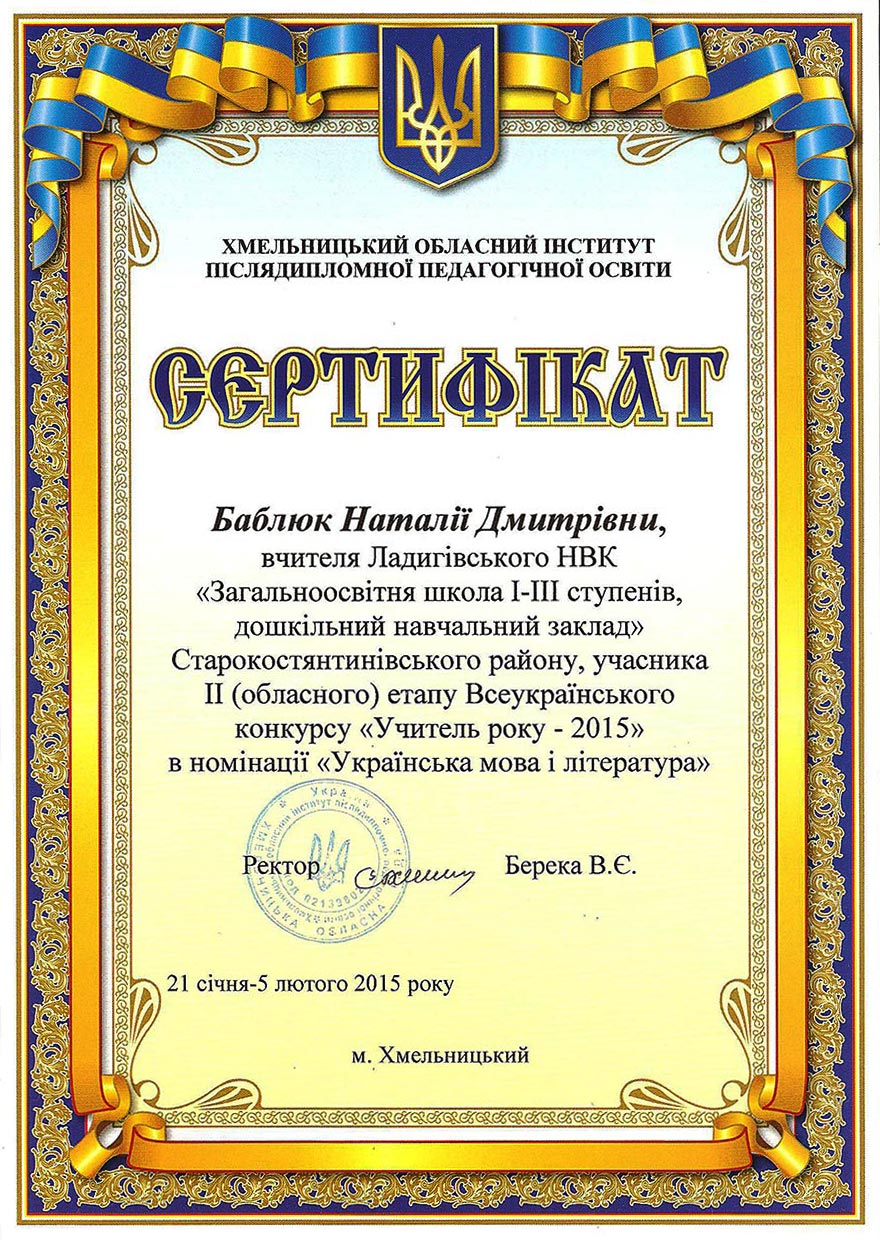 ХМЕЛЬНИЦЬКИЙ ОБЛАСНИЙ ІНСТИТУТ
ПІСЛЯДИПЛОМНОЇ ПЕДАГОГІЧНОЇ ОСВІТИ
СЕРТИФІКАТ
Баблюк Наталії Дмитрівни,
вчителя Ладигівського НВК
«Загальноосвітня школа І-ІІІ ступенів,
дошкільний навчальний заклад»
Старокостянтинівського району, учасника
ІІ (обласного) етапу Всеукраїнського
конкурсу «Учитель року - 2015»
в номінації «Українська мова і література»
Україна
Ректор
Берека В.Є.
21 січня-5 лютого 2015 року
м. Хмельницький